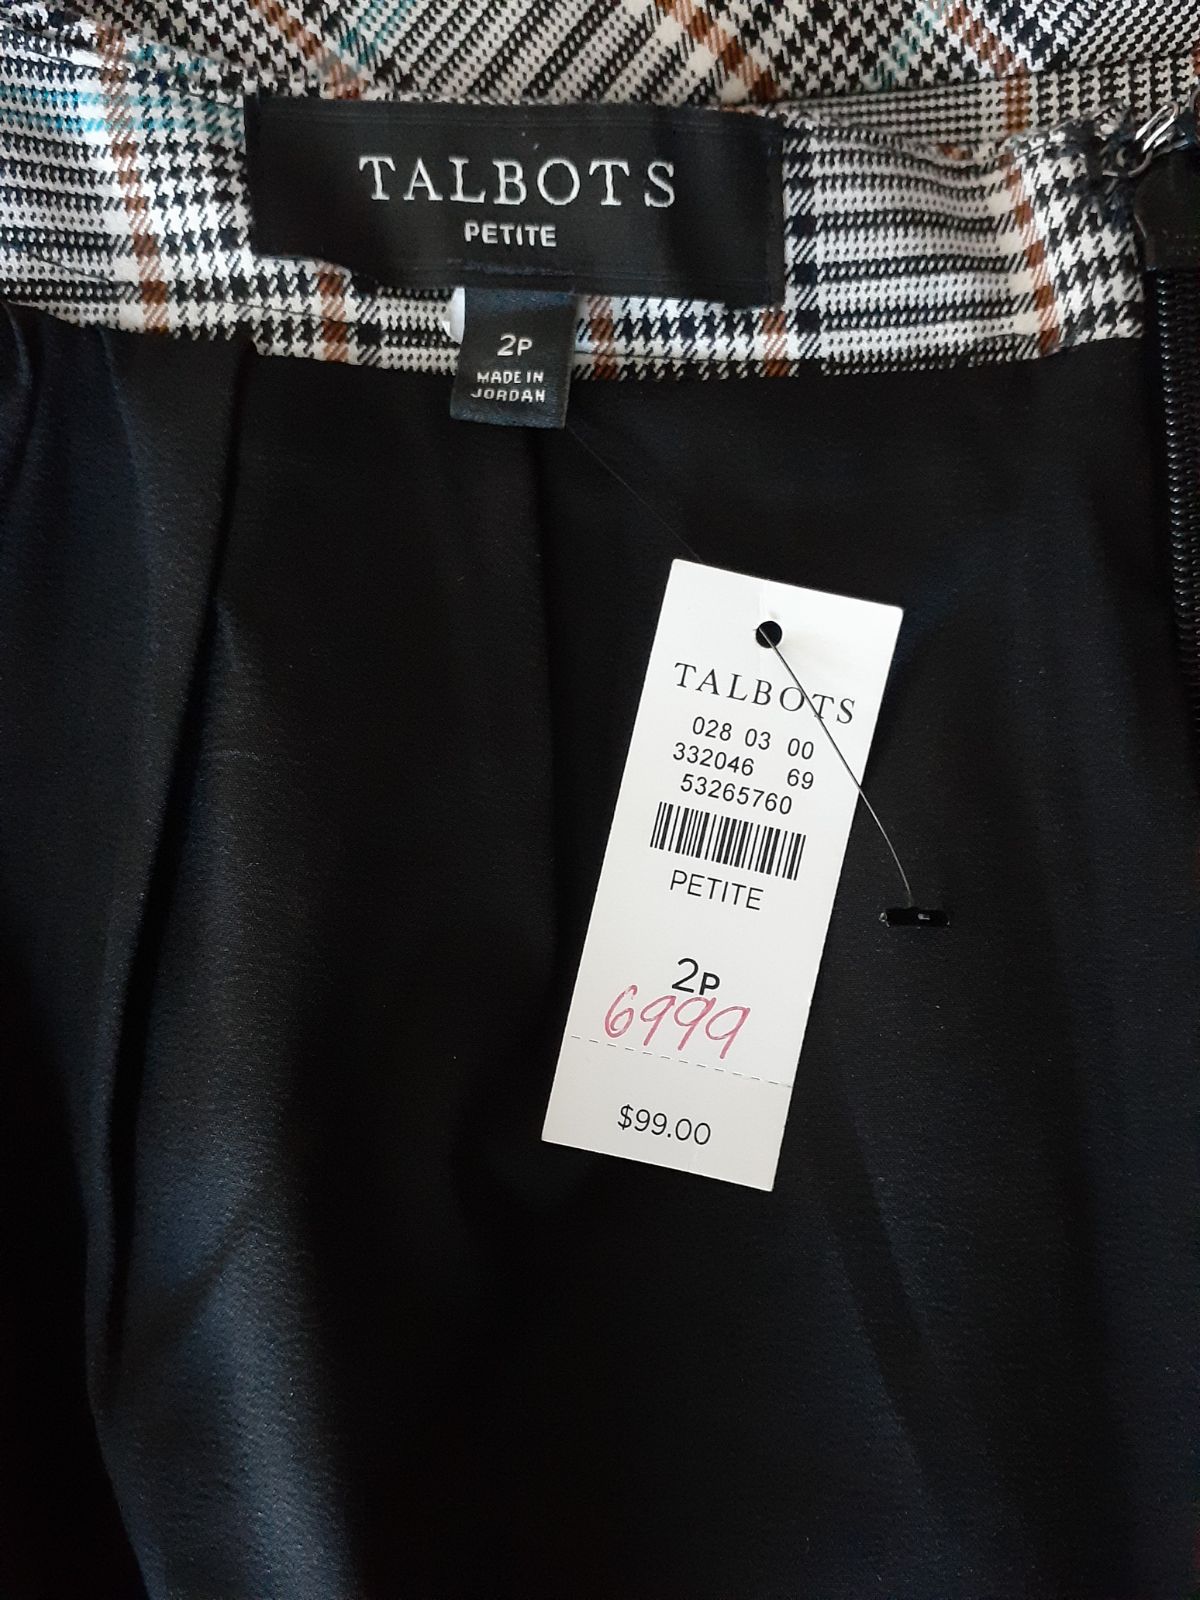 TALBOTS
PETITE
2P
MADE IN
JORDAN
TALBOTS
028 03 00
332046 69
53265760
PETITE
2P
6999
$99.00